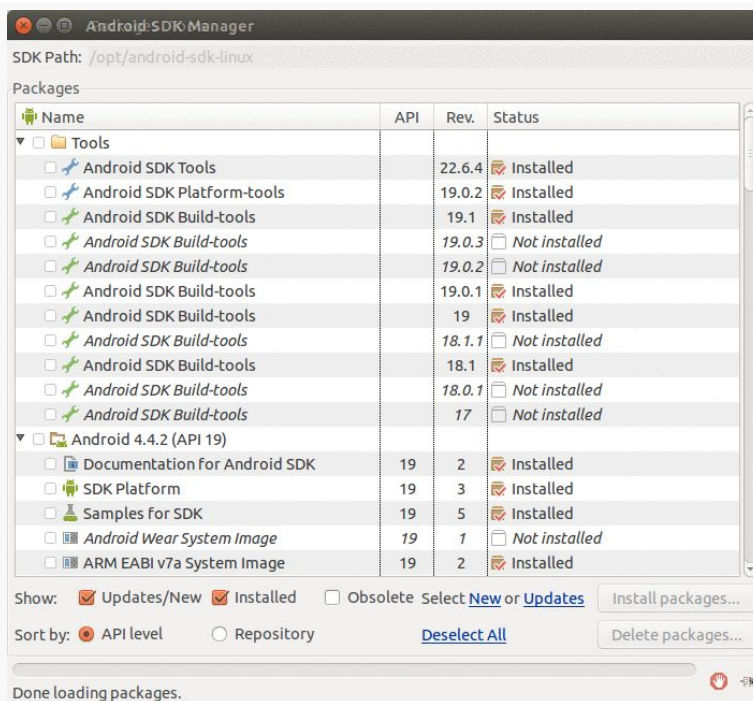 Android SDK Manager
SDK Path: /opt/android-sdk-linux
Packages
Name API Rev. Status
Tools
Android SDK Tools 22.6.4 Installed
Android SDK Platform-tools 19.0.2 Installed
Android SDK Build-tools 19.1 Installed
Android SDK Build-tools 19.0.3 Not installed
Android SDK Build-tools 19.0.2 Not installed
Android SDK Build-tools 19.0.1 Installed
Android SDK Build-tools 19 Installed
Android SDK Build-tools 18.1.1 Not installed
Android SDK Build-tools 18.1 Installed
Android SDK Build-tools 18.0.1 Not installed
Android SDK Build-tools 17 Not installed
Android 4.4.2 (API 19)
Documentation for Android SDK 19 2 Installed
SDK Platform 19 3 Installed
Samples for SDK 19 5 Installed
Android Wear System Image 19 1 Not installed
ARM EABI v7a System Image 19 2 Installed
Show: Updates/New Installed Obsolete Select New or Updates Install packages...
Sort by: API level Repository Deselect All Delete packages...
Done loading packages.